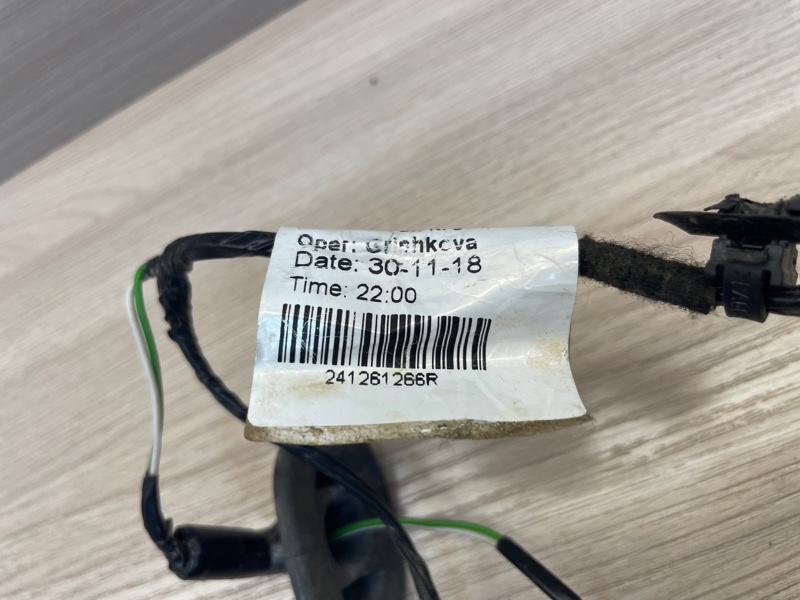 Oper: Grishkova
Date: 30-11-18
Time: 22:00
241261266R